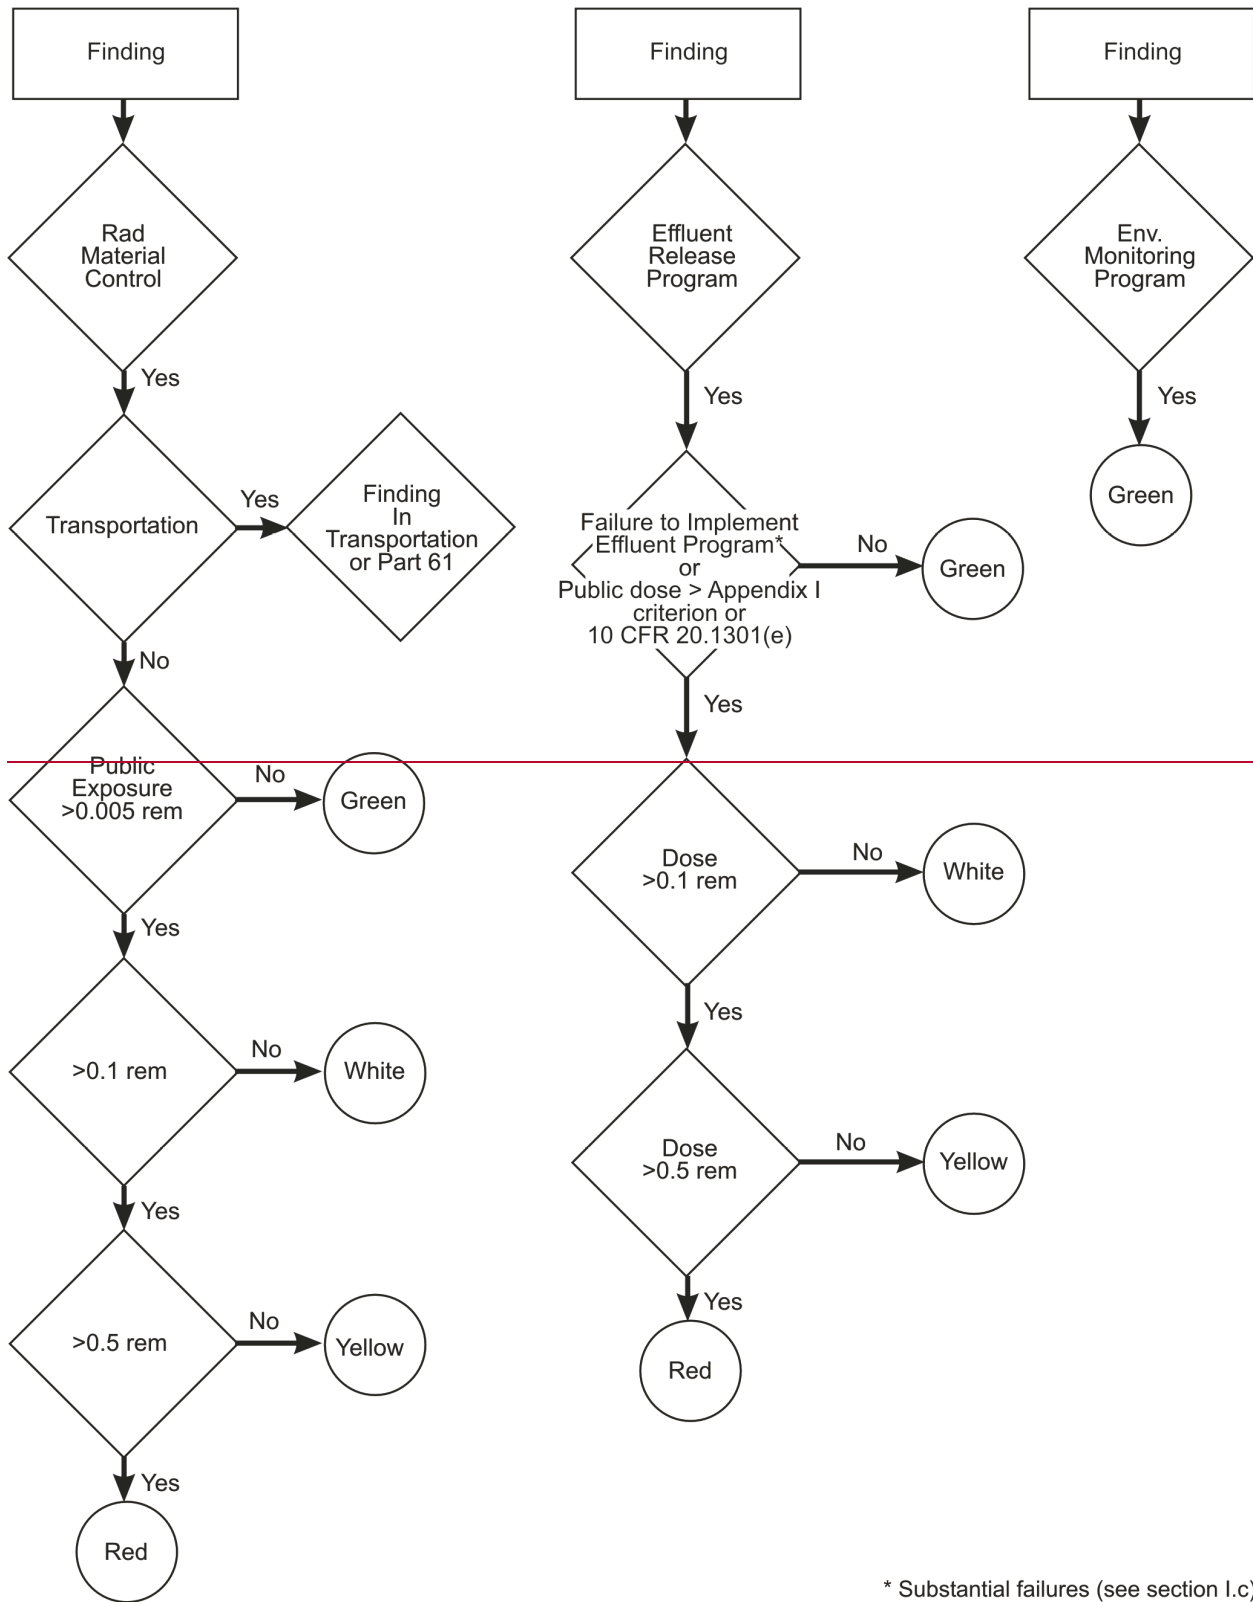 Finding
Rad
Material
Control
Yes
Transportation
Yes
Finding
In
Transportation
or Part 61
No
Public
Exposure
>0.005 rem
No
Green
Yes
>0.1 rem
No
White
Yes
>0.5 rem
No
Yellow
Yes
Red
Finding
Effluent
Release
Program
Yes
Failure to Implement
Effluent Program*
or
Public dose > Appendix I
criterion or
10 CFR 20.1301(e)
No
Green
Yes
Dose
>0.1 rem
No
White
Yes
Dose
>0.5 rem
No
Yellow
Yes
Red
Finding
Env.
Monitoring
Program
Yes
Green
* Substantial failures (see section I.c)